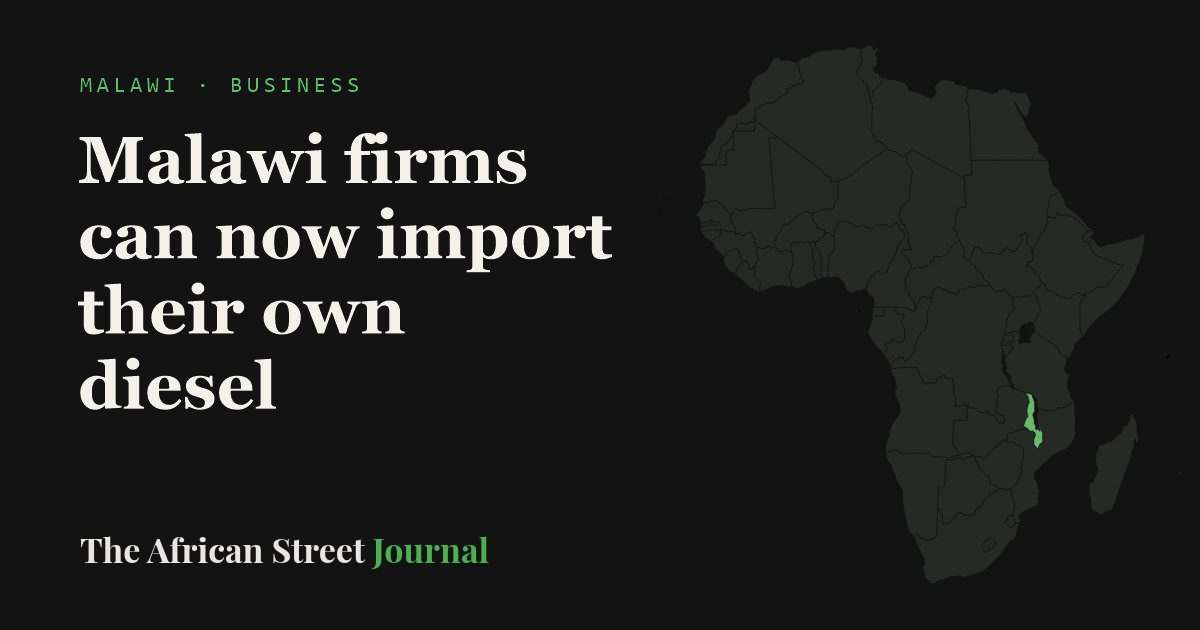 MALAWI · BUSINESS
Malawi firms
can now import
their own
diesel
The African Street Journal